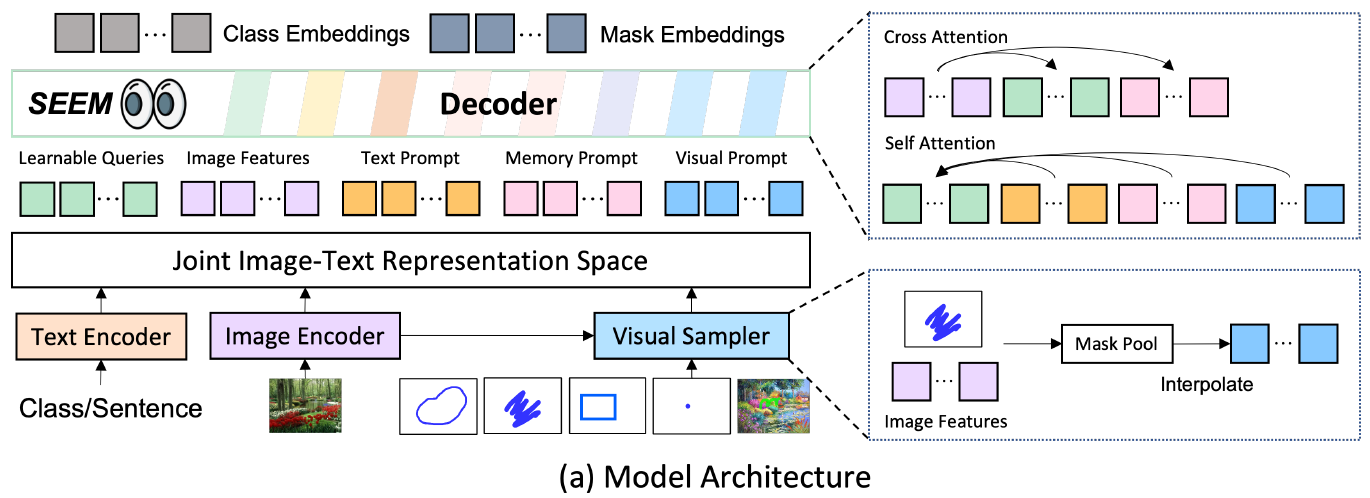 Class Embeddings
Mask Embeddings
SEEM
Decoder
Learnable Queries
Image Features
Text Prompt
Memory Prompt
Visual Prompt
Joint Image-Text Representation Space
Text Encoder
Image Encoder
Visual Sampler
Class/Sentence
Cross Attention
Self Attention
Mask Pool
Interpolate
Image Features
(a) Model Architecture